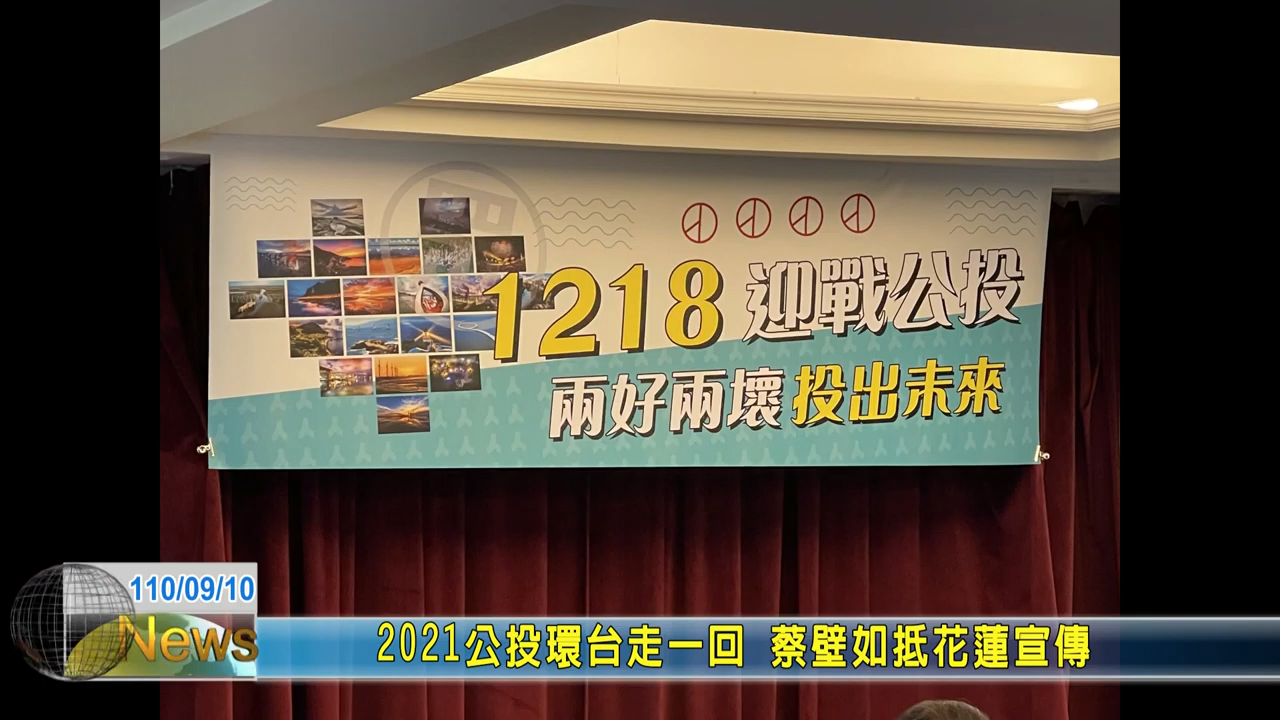 1218 迎戰公投
兩好兩壞 投出未來
110/09/10
News
2021公投環台走一回 蔡壁如抵花蓮宣傳